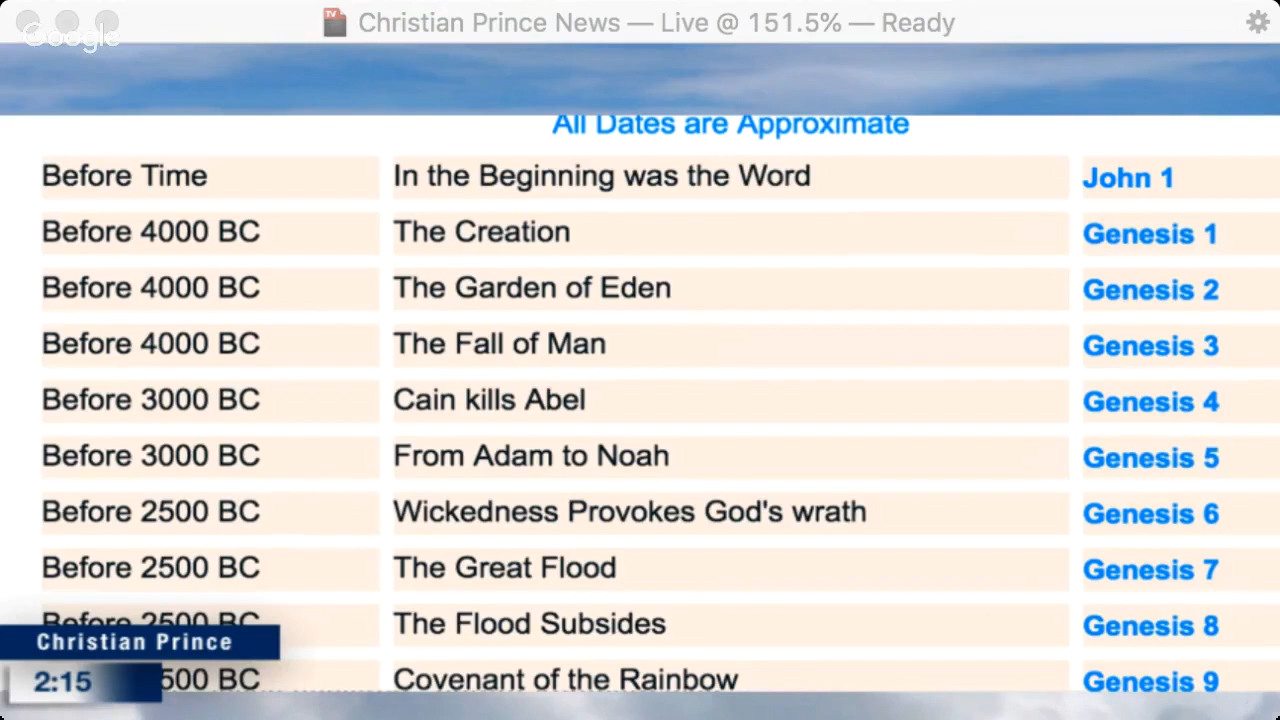 Christian Prince News — Live @ 151.5% — Ready
Google
All Dates are Approximate
Before Time In the Beginning was the Word John 1
Before 4000 BC The Creation Genesis 1
Before 4000 BC The Garden of Eden Genesis 2
Before 4000 BC The Fall of Man Genesis 3
Before 3000 BC Cain kills Abel Genesis 4
Before 3000 BC From Adam to Noah Genesis 5
Before 2500 BC Wickedness Provokes God's wrath Genesis 6
Before 2500 BC The Great Flood Genesis 7
Before 2500 BC The Flood Subsides Genesis 8
Christian Prince
2:15 500 BC Covenant of the Rainbow Genesis 9